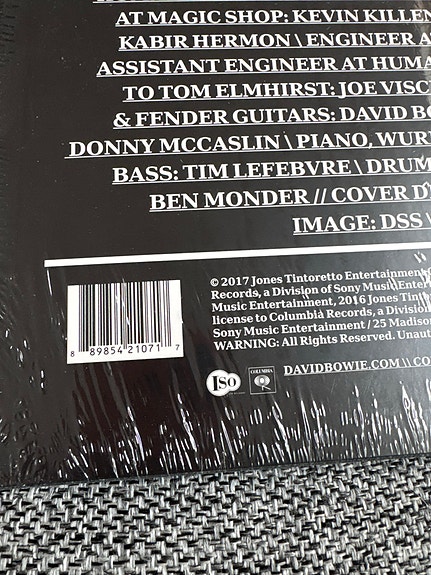 AT MAGIC SHOP: KEVIN KILLEN
KABIR HERMON \ ENGINEER A
ASSISTANT ENGINEER AT HUMA
TO TOM ELMHIRST: JOE VISC
& FENDER GUITARS: DAVID BO
DONNY MCCASLIN \ PIANO, WUR
BASS: TIM LEFEBVRE \ DRUM
BEN MONDER // COVER D
IMAGE: DSS \
© 2017 Jones Tintoretto Entertainment
Records, a Division of Sony Music Entert
Music Entertainment, 2016 Jones Tint
license to Columbia Records, a Division
Sony Music Entertainment / 25 Madison
WARNING: All Rights Reserved. Unaut
8 89854 21071 7
ISO
COLUMBIA
DAVIDBOWIE.COM \\ CO